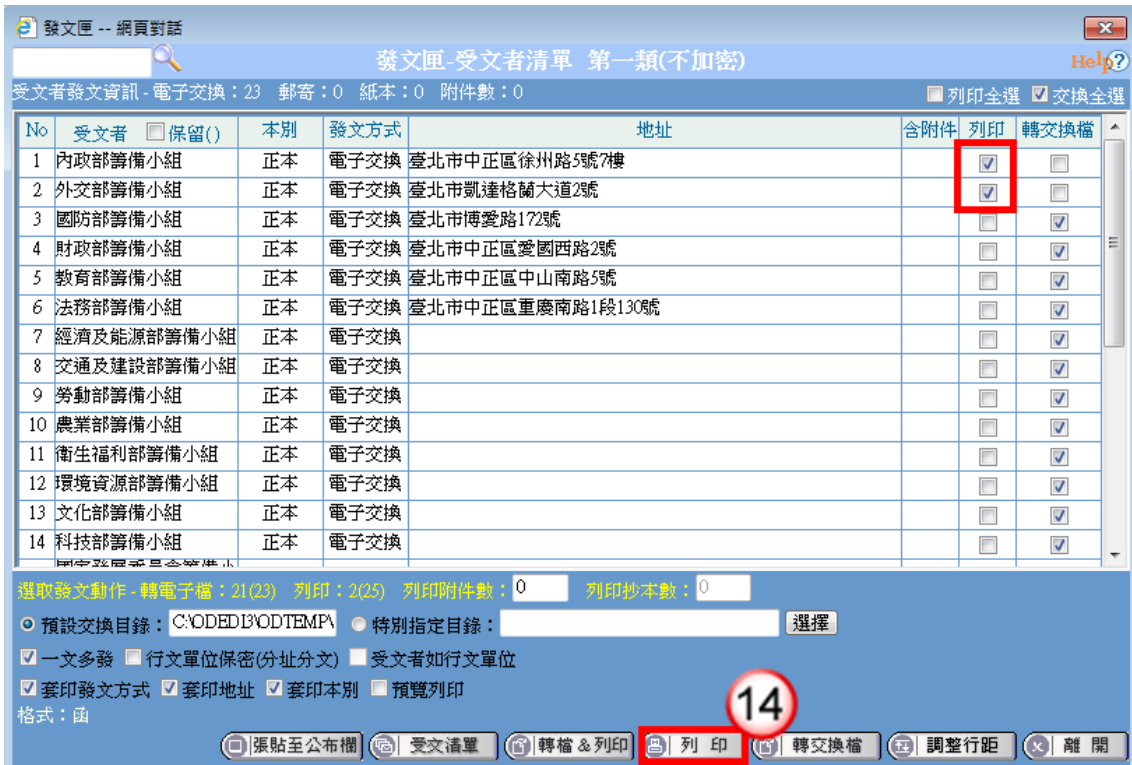 發文匣 -- 網頁對話
發文匣-受文者清單 第一類(不加密)
Help?
受文者發文資訊 - 電子交換：23 郵寄：0 紙本：0 附件數：0
列印全選 交換全選
No 受文者 保留() 本別 發文方式 地址 含附件 列印 轉交換檔
1 內政部籌備小組 正本 電子交換 臺北市中正區徐州路5號7樓
2 外交部籌備小組 正本 電子交換 臺北市凱達格蘭大道2號
3 國防部籌備小組 正本 電子交換 臺北市博愛路172號
4 財政部籌備小組 正本 電子交換 臺北市中正區愛國西路2號
5 教育部籌備小組 正本 電子交換 臺北市中正區中山南路5號
6 法務部籌備小組 正本 電子交換 臺北市中正區重慶南路1段130號
7 經濟及能源部籌備小組 正本 電子交換
8 交通及建設部籌備小組 正本 電子交換
9 勞動部籌備小組 正本 電子交換
10 農業部籌備小組 正本 電子交換
11 衛生福利部籌備小組 正本 電子交換
12 環境資源部籌備小組 正本 電子交換
13 文化部籌備小組 正本 電子交換
14 科技部籌備小組 正本 電子交換
選取發文動作 - 轉電子檔：21(23) 列印：2(25) 列印附件數：0 列印抄本數：0
預設交換目錄：C:\ODEDI3\ODTEMP\ 特別指定目錄： 選擇
一文多發 行文單位保密(分址分文) 受文者如行文單位
套印發文方式 套印地址 套印本別 預覽列印
格式：函
14
張貼至公布欄 受文清單 轉檔 & 列印 列 印 轉交換檔 調整行距 離 開